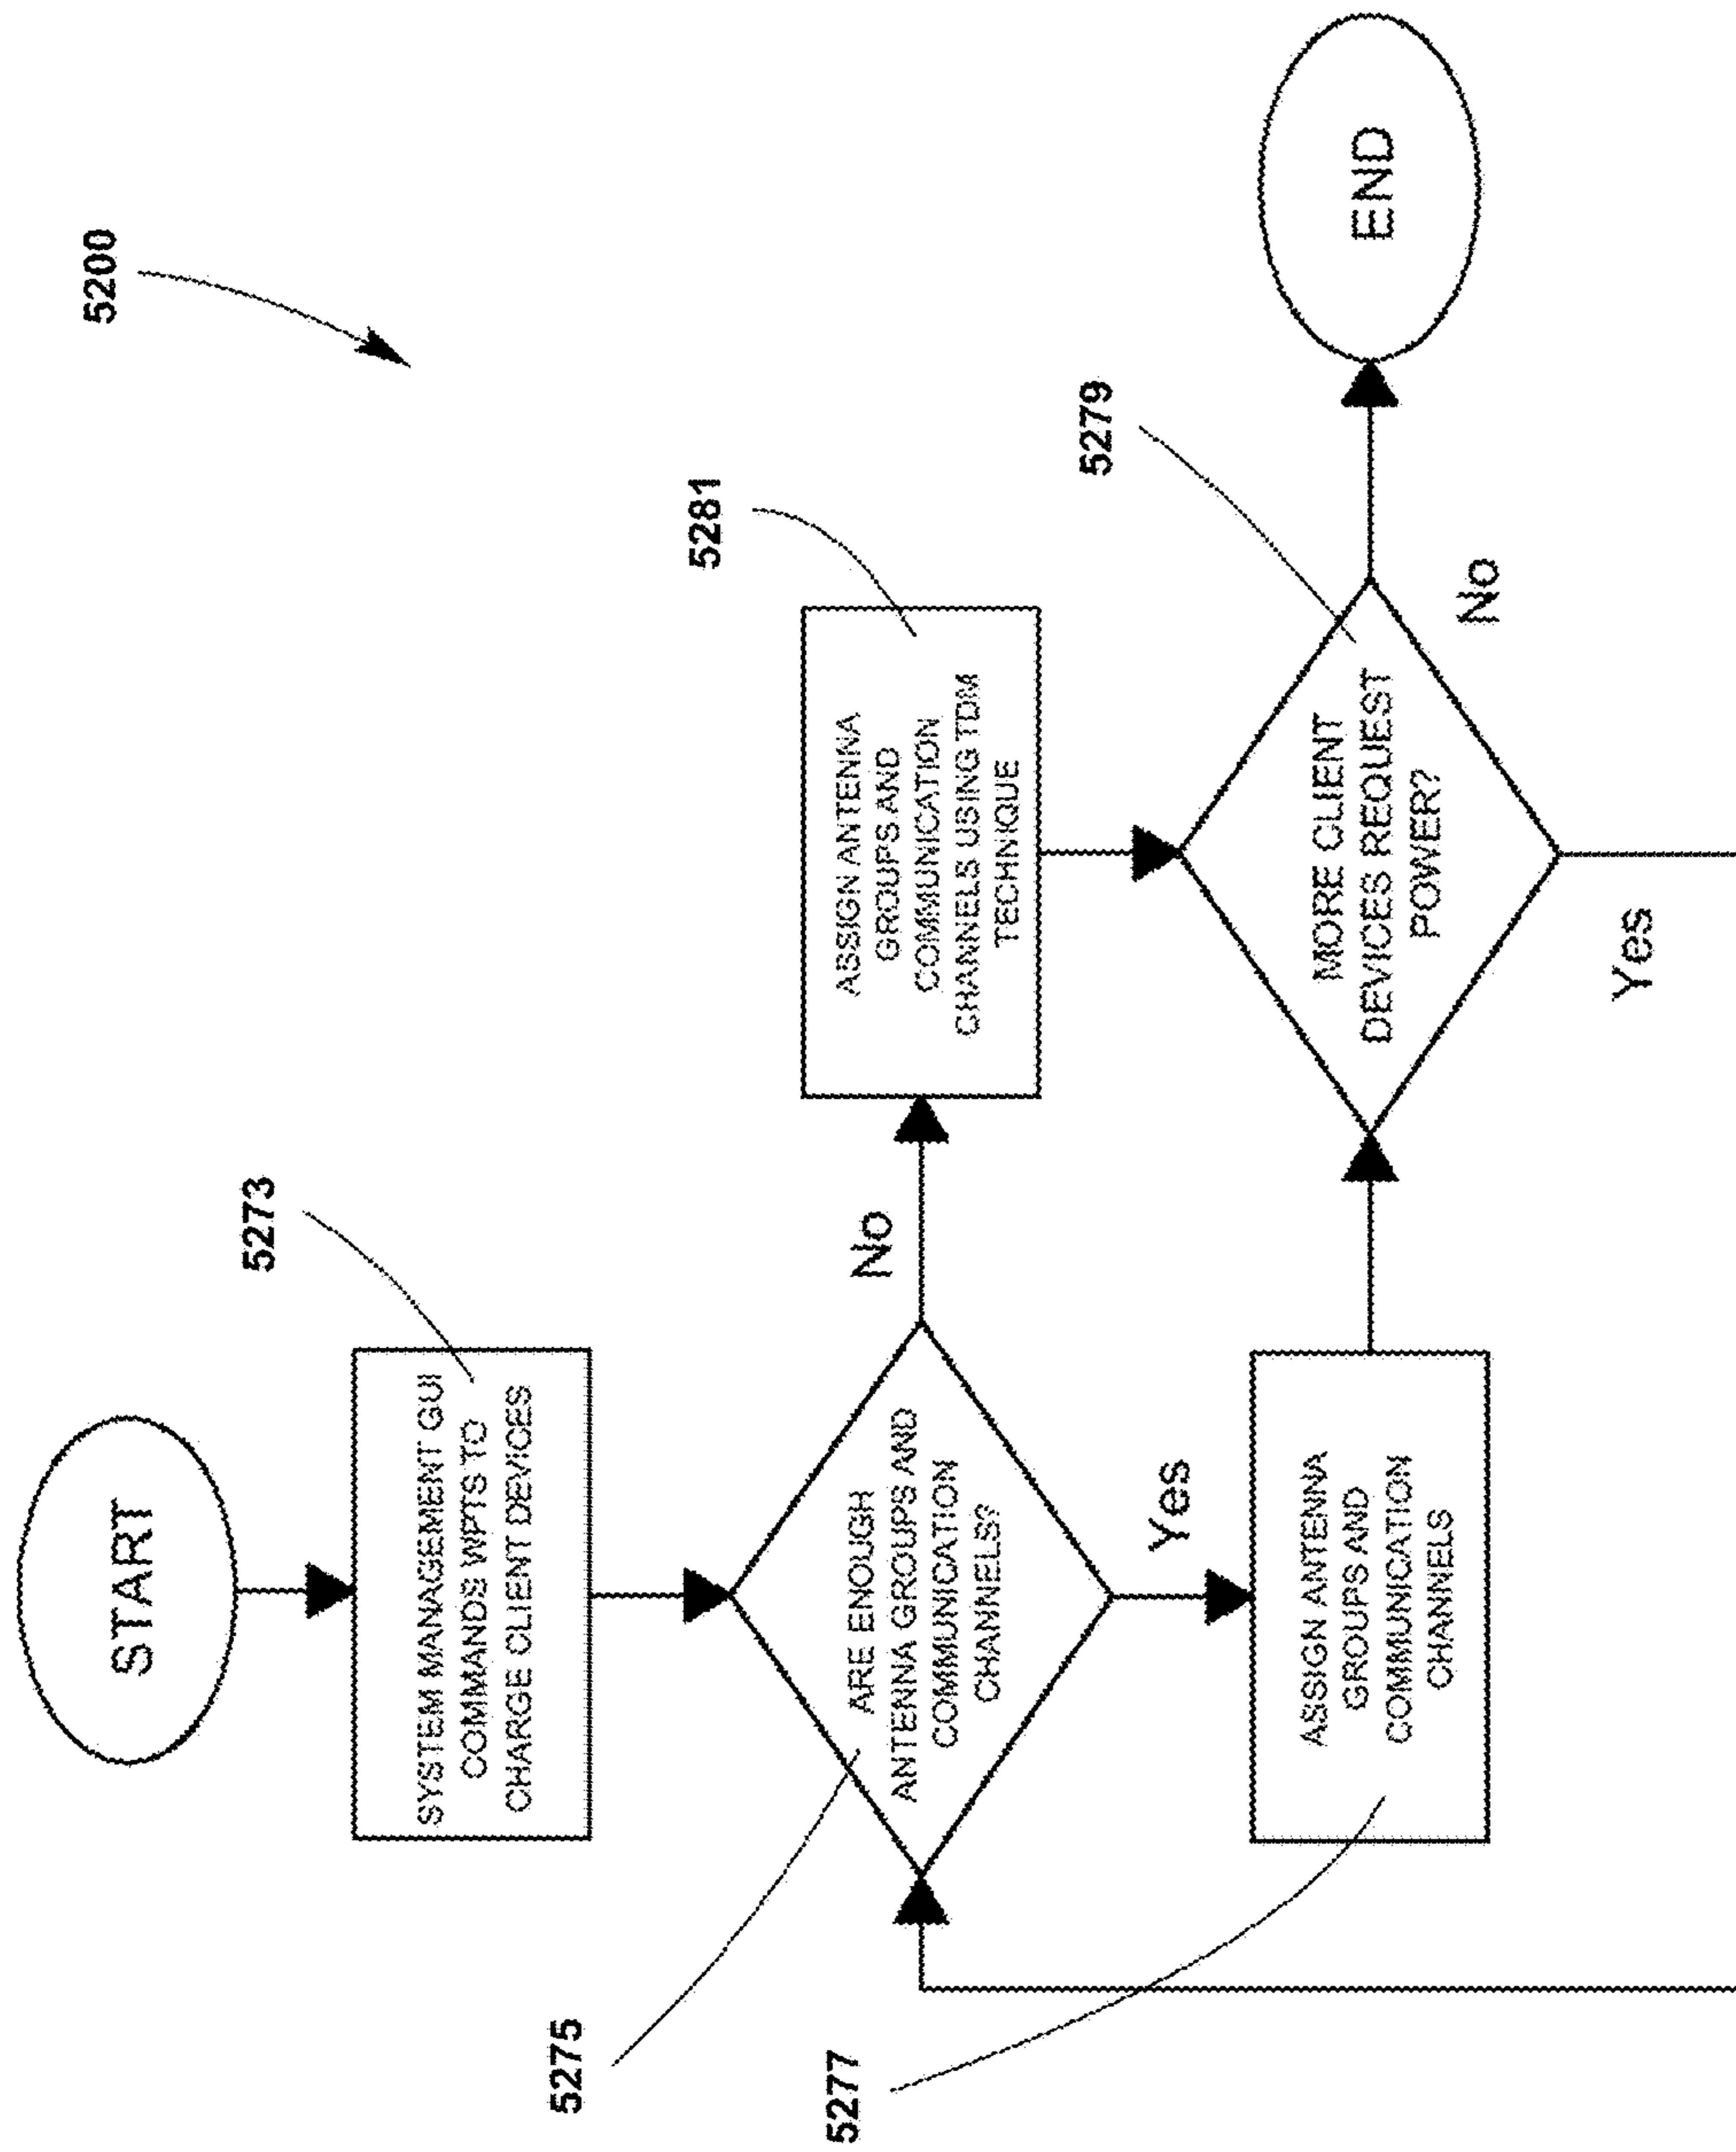 START
5200
5273
SYSTEM MANAGEMENT GUI
COMMANDS WPTS TO
CHARGE CLIENT DEVICES
5275
ARE ENOUGH
ANTENNA GROUPS AND
COMMUNICATION
CHANNELS?
No
5281
ASSIGN ANTENNA
GROUPS AND
COMMUNICATION
CHANNELS USING TDM
TECHNIQUE
Yes
5277
ASSIGN ANTENNA
GROUPS AND
COMMUNICATION
CHANNELS
5279
MORE CLIENT
DEVICES REQUEST
POWER?
No
END
Yes